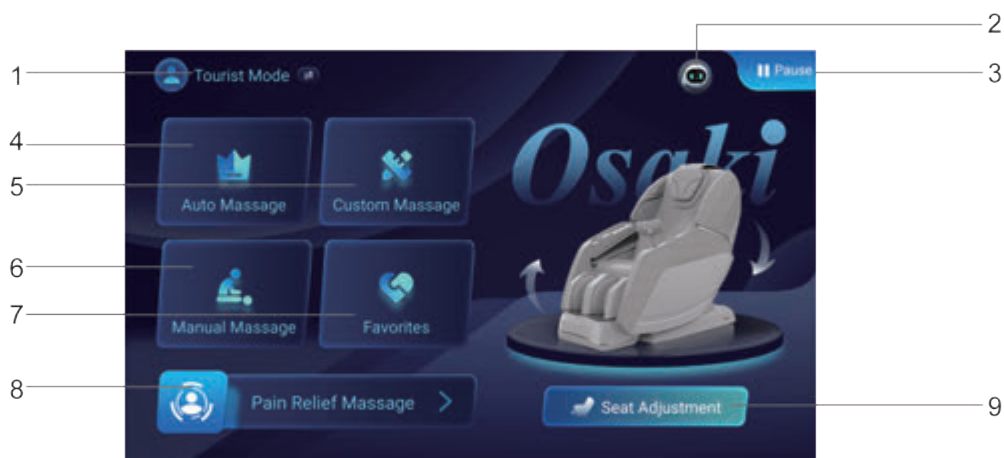 2
1
Tourist Mode
Pause
3
4
Osaki
5
Auto Massage
Custom Massage
6
7
Manual Massage
Favorites
8
Pain Relief Massage
Seat Adjustment
9